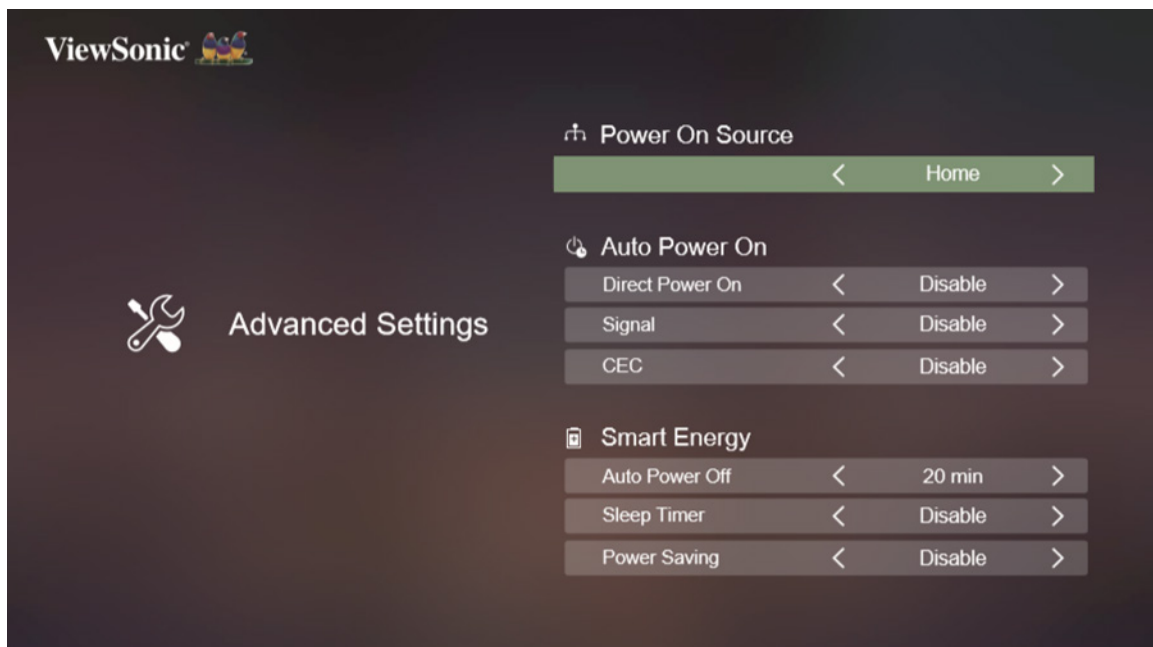 ViewSonic®
Power On Source
Home
Auto Power On
Direct Power On Disable
Signal Disable
CEC Disable
Advanced Settings
Smart Energy
Auto Power Off 20 min
Sleep Timer Disable
Power Saving Disable